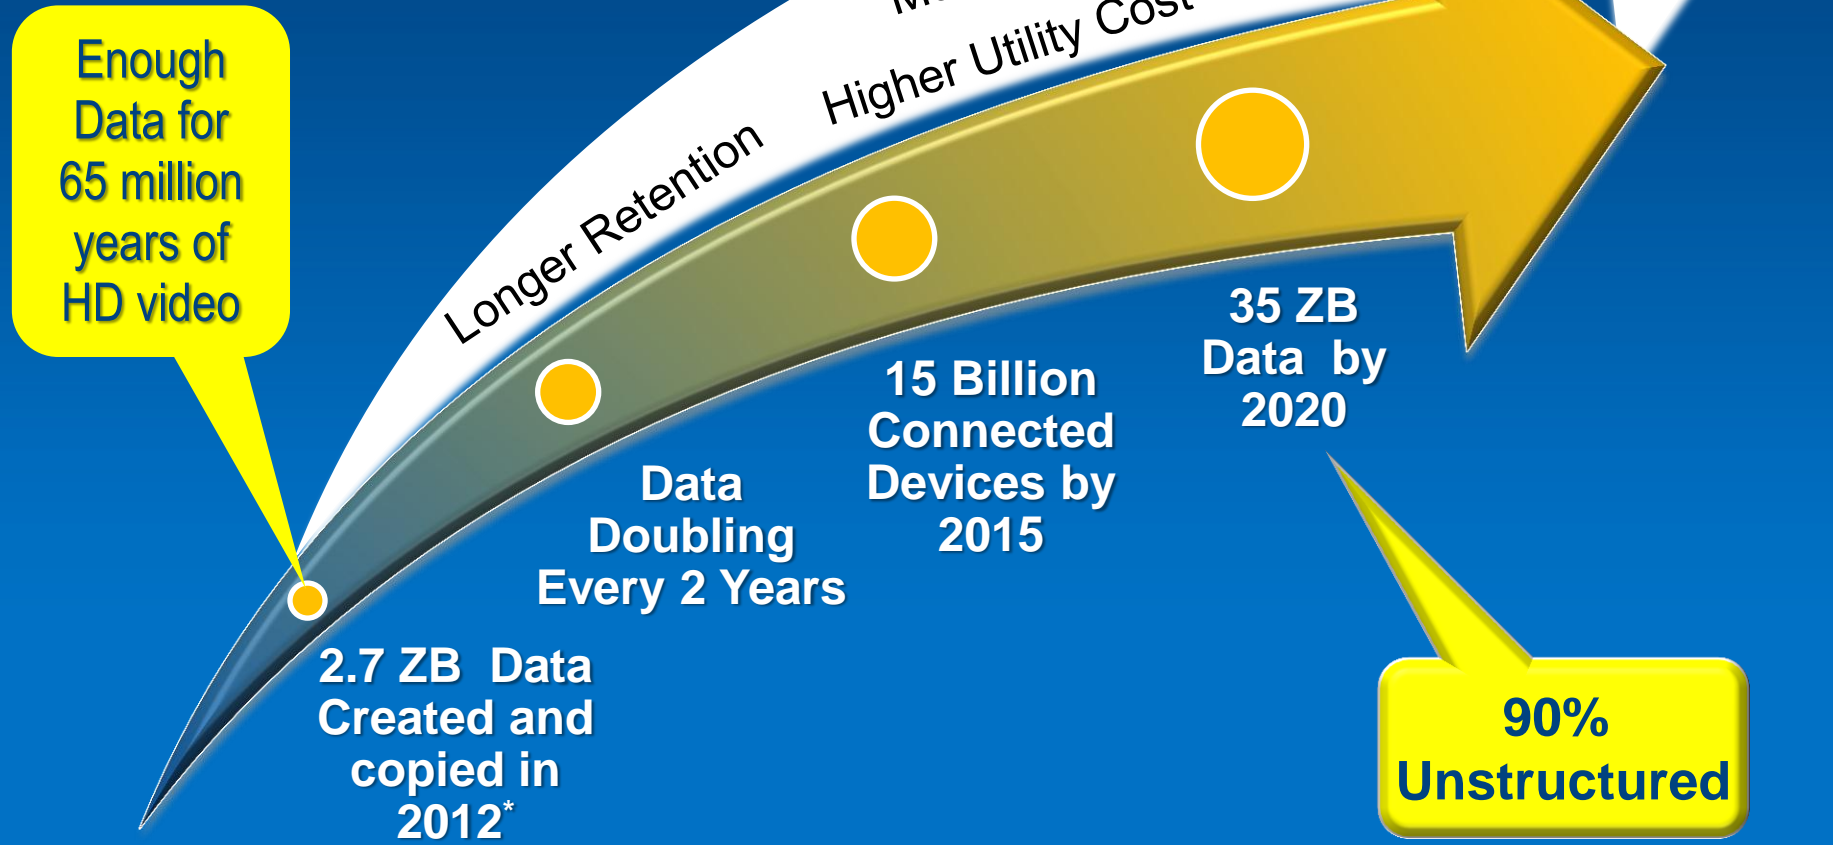 Enough
Data for
65 million
years of
HD video
Longer Retention
Higher Utility Cost
2.7 ZB  Data
Created and
copied in
2012*
Data
Doubling
Every 2 Years
15 Billion
Connected
Devices by
2015
35 ZB
Data  by
2020
90%
Unstructured